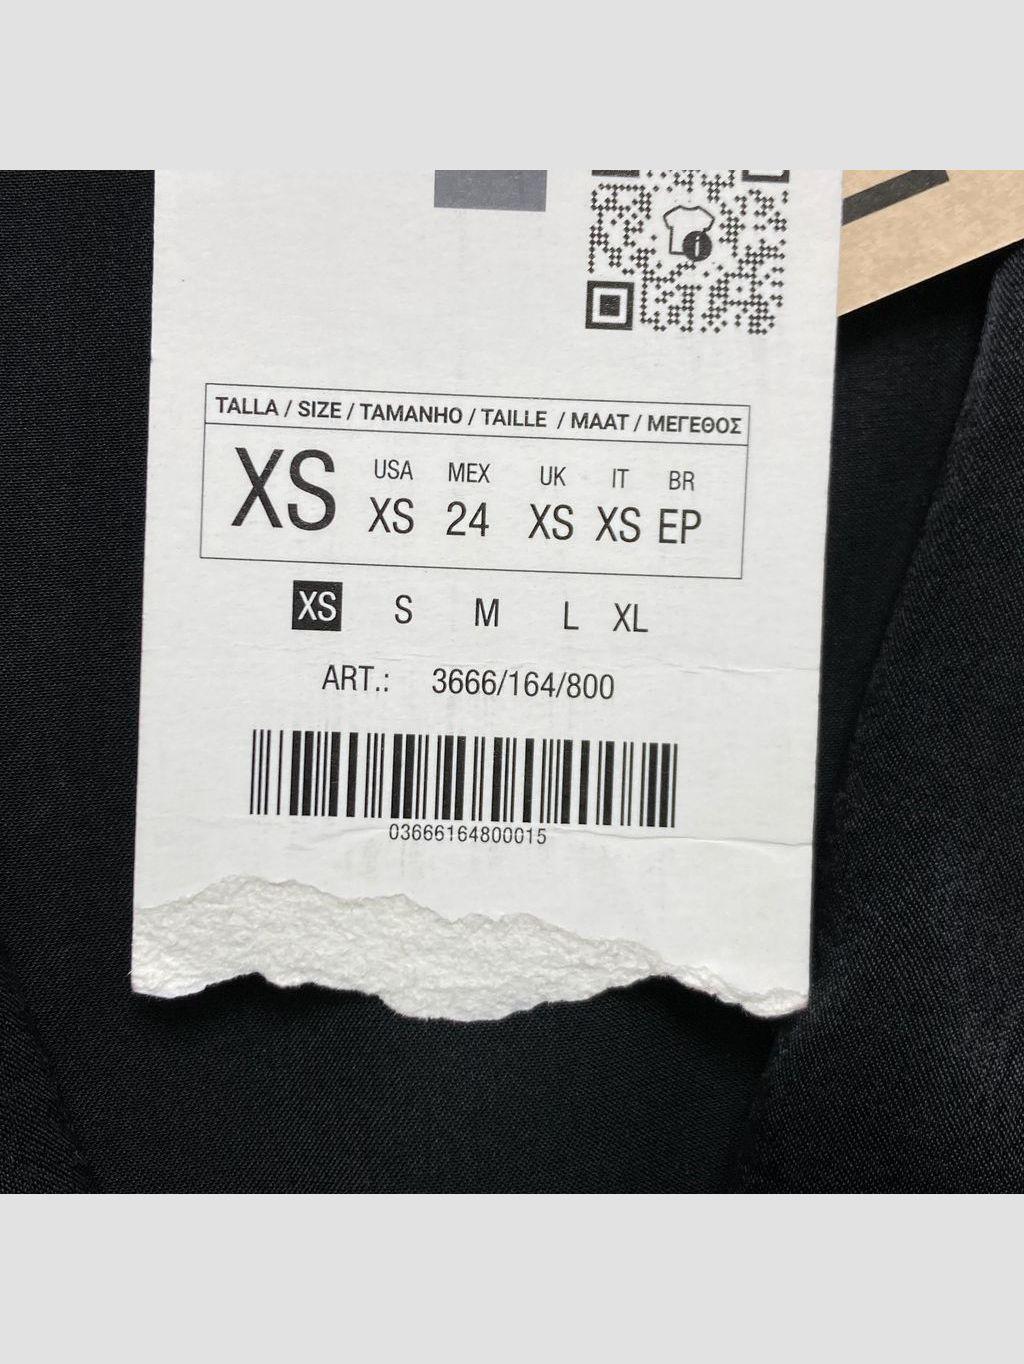 TALLA / SIZE / TAMANHO / TAILLE / MAAT / ΜΕΓΕΘΟΣ
XS USA MEX UK IT BR
XS 24 XS XS EP
XS S M L XL
ART.: 3666/164/800
03666164800015